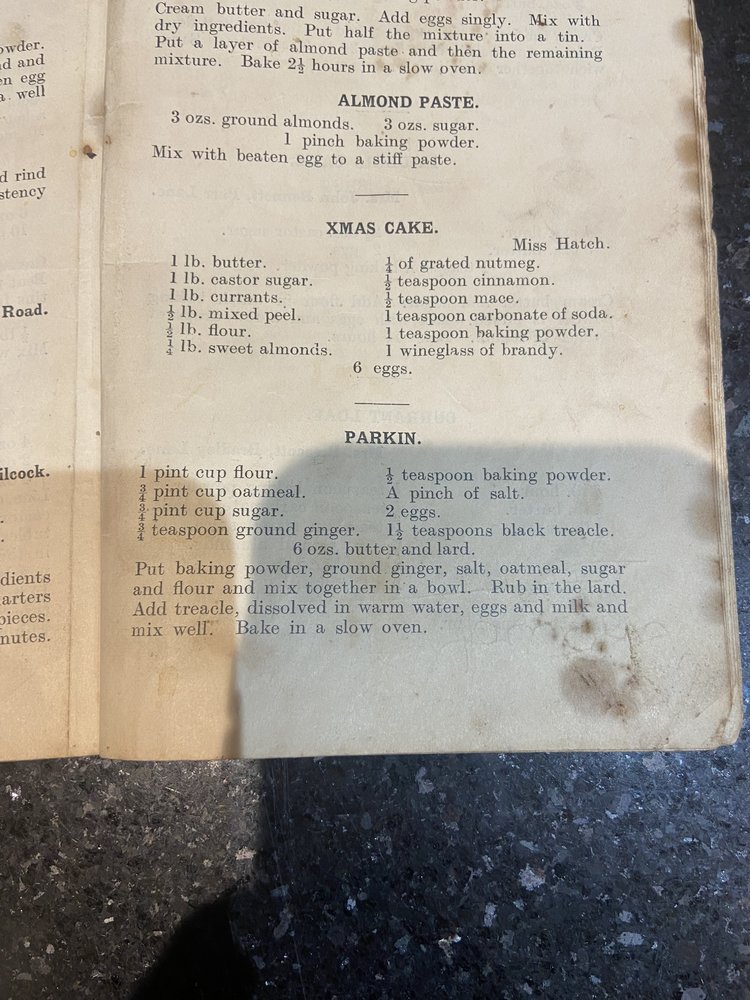 owder.
d and
en egg
a well
d rind
stency
Road.
ilcock.
dients
arters
pieces.
nutes.
Cream butter and sugar. Add eggs singly. Mix with
dry ingredients. Put half the mixture into a tin.
Put a layer of almond paste and then the remaining
mixture. Bake 2½ hours in a slow oven.
ALMOND PASTE.
3 ozs. ground almonds. 3 ozs. sugar.
1 pinch baking powder.
Mix with beaten egg to a stiff paste.
XMAS CAKE.
Miss Hatch.
1 lb. butter. ¼ of grated nutmeg.
1 lb. castor sugar. ½ teaspoon cinnamon.
1 lb. currants. ½ teaspoon mace.
½ lb. mixed peel. 1 teaspoon carbonate of soda.
½ lb. flour. 1 teaspoon baking powder.
¼ lb. sweet almonds. 1 wineglass of brandy.
6 eggs.
PARKIN.
1 pint cup flour. ½ teaspoon baking powder.
¾ pint cup oatmeal. A pinch of salt.
¾ pint cup sugar. 2 eggs.
¾ teaspoon ground ginger. 1½ teaspoons black treacle.
6 ozs. butter and lard.
Put baking powder, ground ginger, salt, oatmeal, sugar
and flour and mix together in a bowl. Rub in the lard.
Add treacle, dissolved in warm water, eggs and milk and
mix well. Bake in a slow oven.